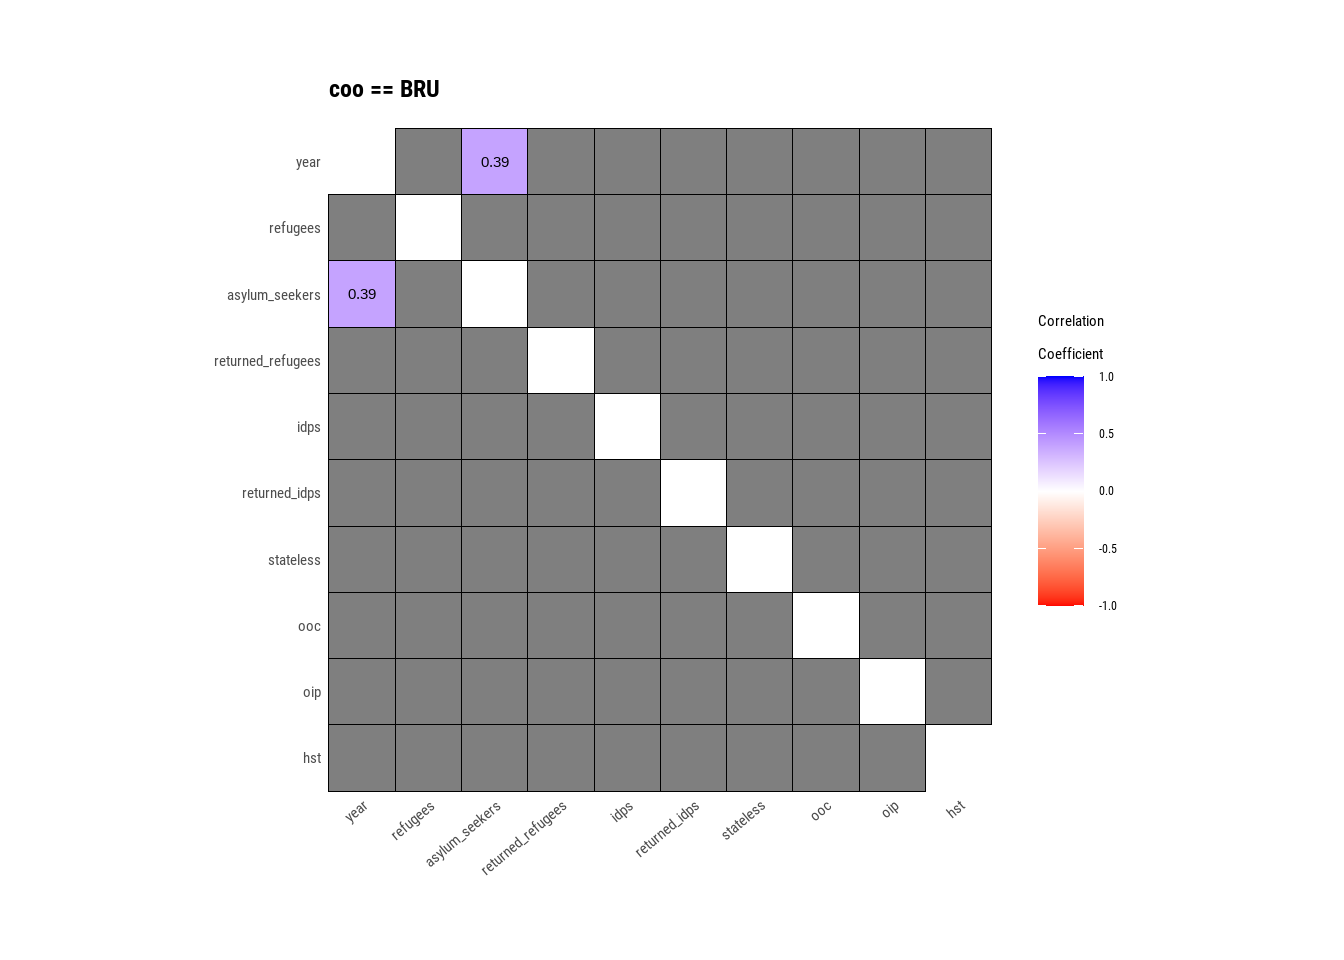 coo == BRU
year
0.39
refugees
asylum_seekers
0.39
returned_refugees
idps
returned_idps
stateless
ooc
oip
hst
year
refugees
asylum_seekers
returned_refugees
idps
returned_idps
stateless
ooc
oip
hst
Correlation
Coefficient
1.0
0.5
0.0
-0.5
-1.0